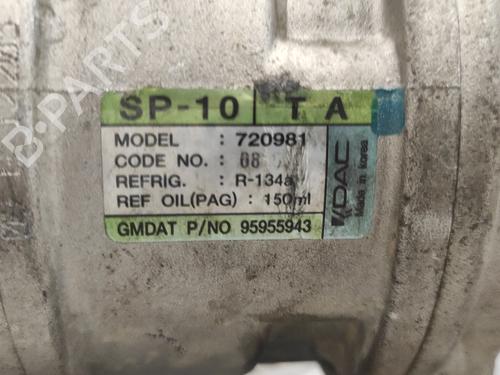 B-PARTS
SP-10 T A
MODEL : 720981
CODE NO. : 08
REFRIG. : R-134a
REF OIL(PAG) : 150ml
GMDAT P/NO 95955943
KDAC
Made in korea